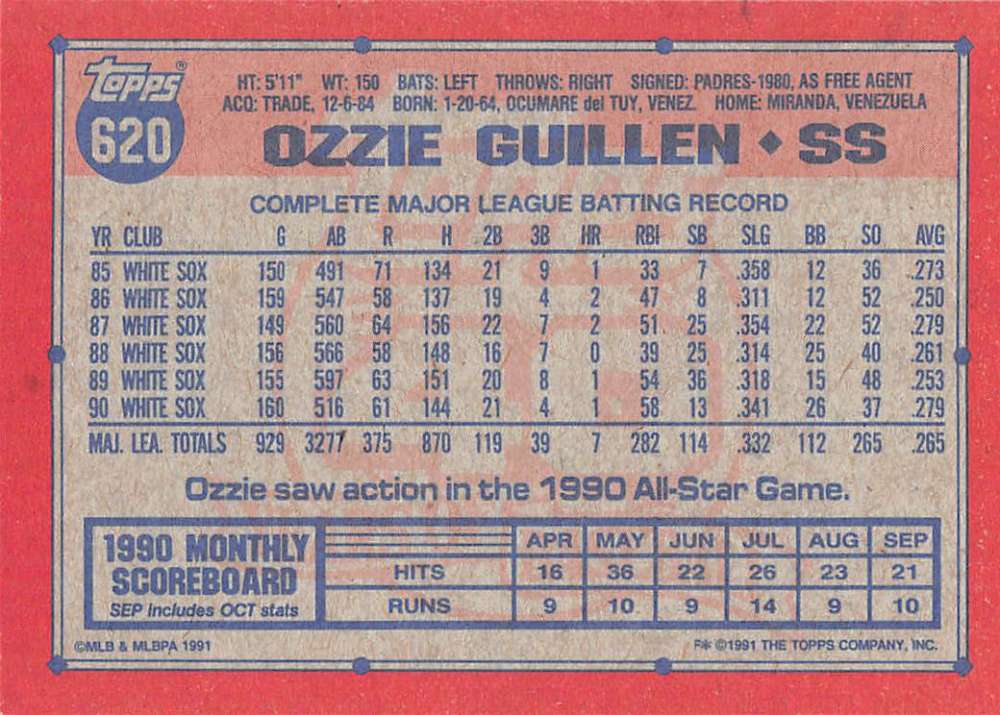 Topps®
620
HT: 5'11" WT: 150 BATS: LEFT THROWS: RIGHT SIGNED: PADRES-1980, AS FREE AGENT
ACQ: TRADE, 12-6-84 BORN: 1-20-64, OCUMARE del TUY, VENEZ. HOME: MIRANDA, VENEZUELA
OZZIE GUILLEN ♦ SS
COMPLETE MAJOR LEAGUE BATTING RECORD
YR CLUB G AB R H 2B 3B HR RBI SB SLG BB SO AVG
85 WHITE SOX 150 491 71 134 21 9 1 33 7 .358 12 36 .273
86 WHITE SOX 159 547 58 137 19 4 2 47 8 .311 12 52 .250
87 WHITE SOX 149 560 64 156 22 7 2 51 25 .354 22 52 .279
88 WHITE SOX 156 566 58 148 16 7 0 39 25 .314 25 40 .261
89 WHITE SOX 155 597 63 151 20 8 1 54 36 .318 15 48 .253
90 WHITE SOX 160 516 61 144 21 4 1 58 13 .341 26 37 .279
MAJ. LEA. TOTALS 929 3277 375 870 119 39 7 282 114 .332 112 265 .265
Ozzie saw action in the 1990 All-Star Game.
1990 MONTHLY
SCOREBOARD
SEP Includes OCT stats
APR MAY JUN JUL AUG SEP
HITS 16 36 22 26 23 21
RUNS 9 10 9 14 9 10
©MLB & MLBPA 1991
F* ©1991 THE TOPPS COMPANY, INC.